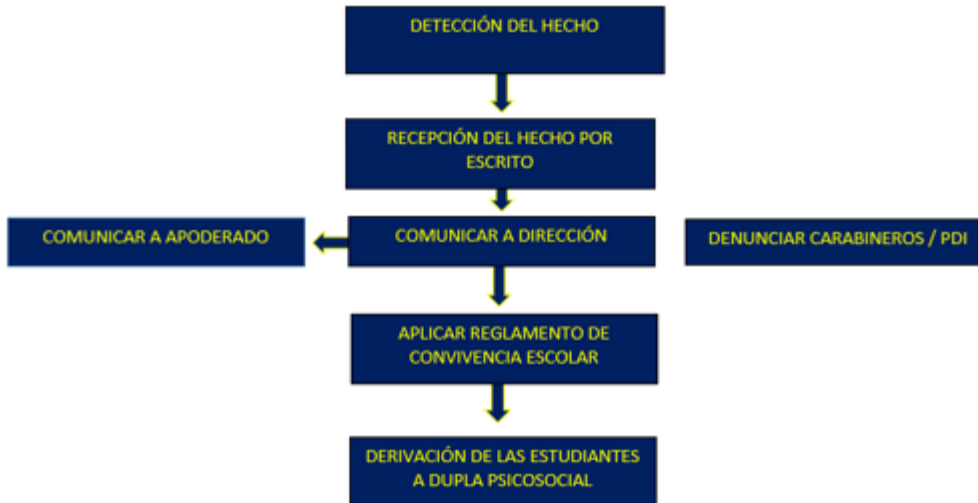 DETECCIÓN DEL HECHO
RECEPCIÓN DEL HECHO POR
ESCRITO
COMUNICAR A APODERADO
COMUNICAR A DIRECCIÓN
DENUNCIAR CARABINEROS / PDI
APLICAR REGLAMENTO DE
CONVIVENCIA ESCOLAR
DERIVACIÓN DE LAS ESTUDIANTES
A DUPLA PSICOSOCIAL